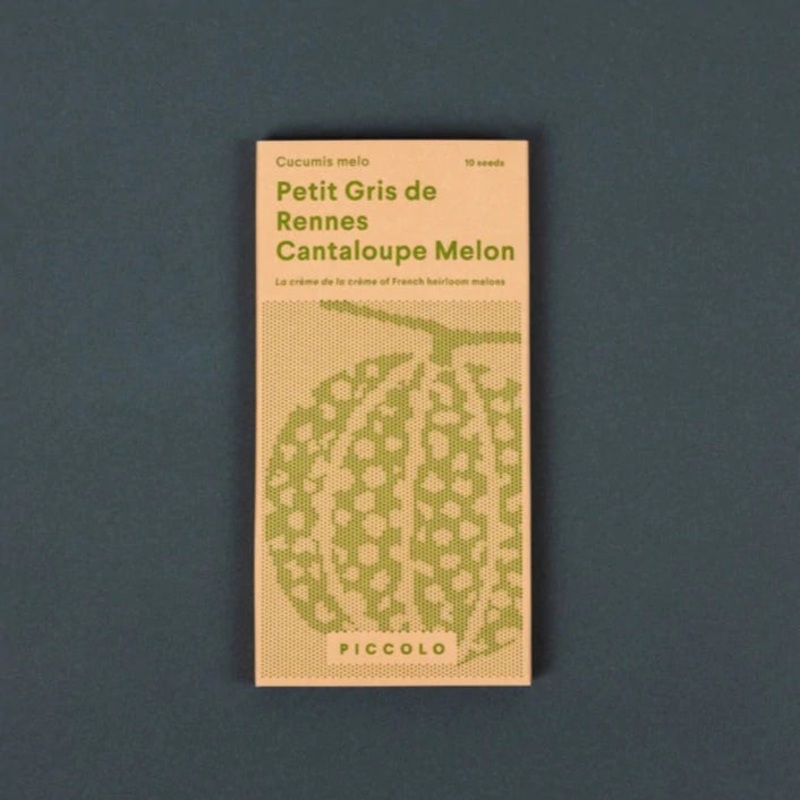 Cucumis melo
10 seeds
Petit Gris de
Rennes
Cantaloupe Melon
La crème de la crème of French heirloom melons
PICCOLO